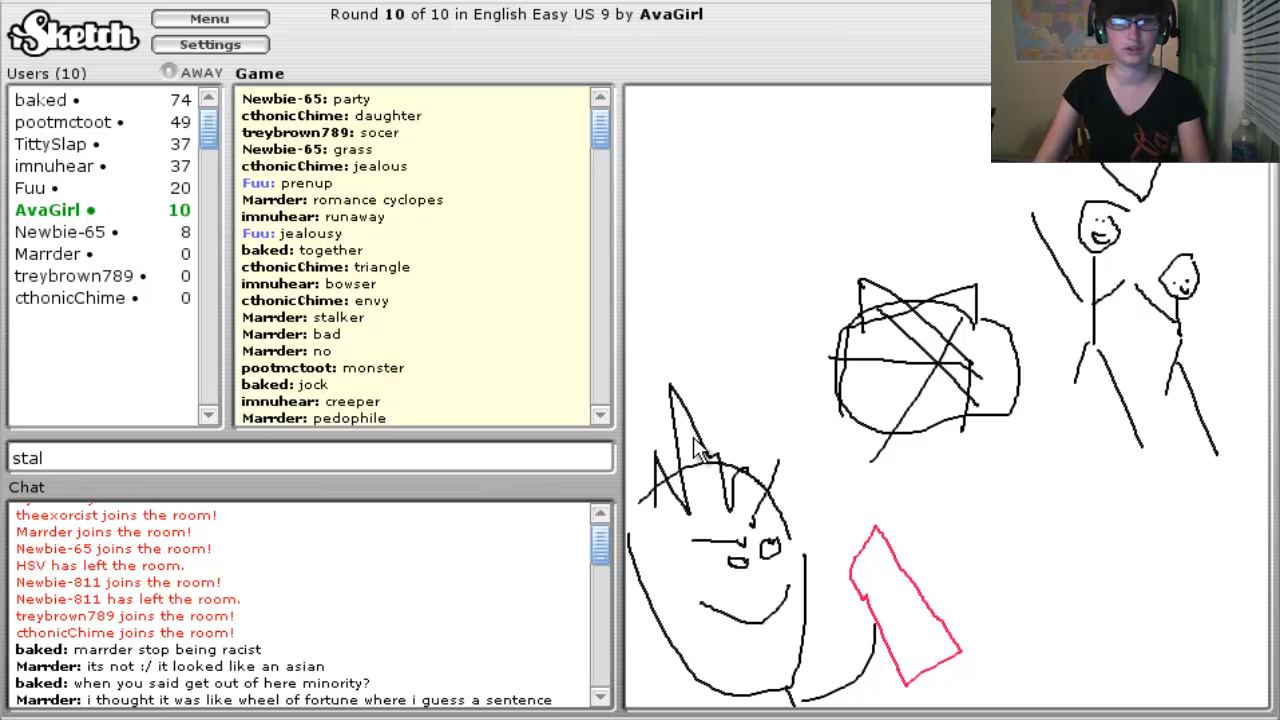 iSketch
Menu
Settings
Round 10 of 10 in English Easy US 9 by AvaGirl
Users (10)
AWAY
Game
baked • 74
pootmctoot • 49
TittySlap • 37
imnuhear • 37
Fuu • 20
AvaGirl • 10
Newbie-65 • 8
Marrder • 0
treybrown789 • 0
cthonicChime • 0
Newbie-65: party
cthonicChime: daughter
treybrown789: socer
Newbie-65: grass
cthonicChime: jealous
Fuu: prenup
Marrder: romance cyclopes
imnuhear: runaway
Fuu: jealousy
baked: together
cthonicChime: triangle
imnuhear: bowser
cthonicChime: envy
Marrder: stalker
Marrder: bad
Marrder: no
pootmctoot: monster
baked: jock
imnuhear: creeper
Marrder: pedophile
stal
Chat
theexorcist joins the room!
Marrder joins the room!
Newbie-65 joins the room!
HSV has left the room.
Newbie-811 joins the room!
Newbie-811 has left the room.
treybrown789 joins the room!
cthonicChime joins the room!
baked: marrder stop being racist
Marrder: its not :/ it looked like an asian
baked: when you said get out of here minority?
Marrder: i thought it was like wheel of fortune where i guess a sentence